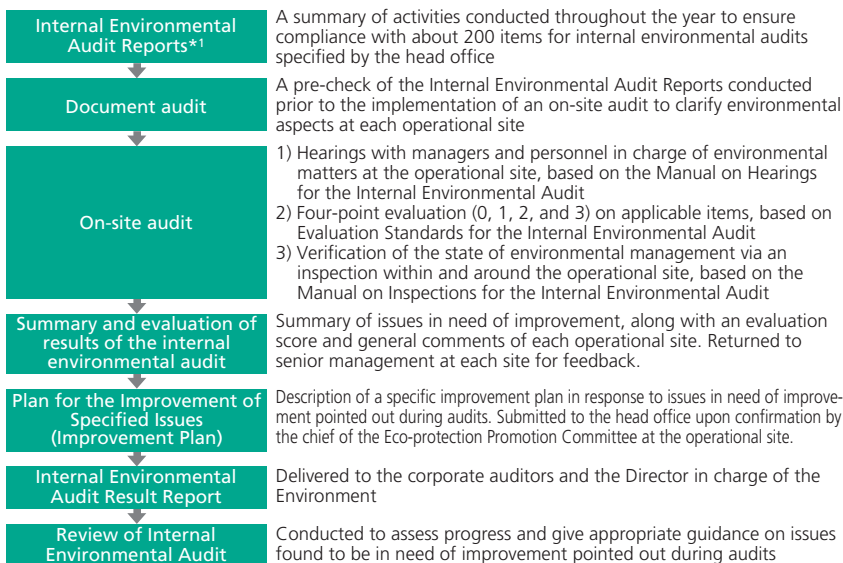 Internal Environmental
Audit Reports*1
A summary of activities conducted throughout the year to ensure
compliance with about 200 items for internal environmental audits
specified by the head office
Document audit
A pre-check of the Internal Environmental Audit Reports conducted
prior to the implementation of an on-site audit to clarify environmental
aspects at each operational site
On-site audit
1) Hearings with managers and personnel in charge of environmental
matters at the operational site, based on the Manual on Hearings
for the Internal Environmental Audit
2) Four-point evaluation (0, 1, 2, and 3) on applicable items, based on
Evaluation Standards for the Internal Environmental Audit
3) Verification of the state of environmental management via an
inspection within and around the operational site, based on the
Manual on Inspections for the Internal Environmental Audit
Summary and evaluation of
results of the internal
environmental audit
Summary of issues in need of improvement, along with an evaluation
score and general comments of each operational site. Returned to
senior management at each site for feedback.
Plan for the Improvement of
Specified Issues
(Improvement Plan)
Description of a specific improvement plan in response to issues in need of improve-
ment pointed out during audits. Submitted to the head office upon confirmation by
the chief of the Eco-protection Promotion Committee at the operational site.
Internal Environmental
Audit Result Report
Delivered to the corporate auditors and the Director in charge of the
Environment
Review of Internal
Environmental Audit
Conducted to assess progress and give appropriate guidance on issues
found to be in need of improvement pointed out during audits